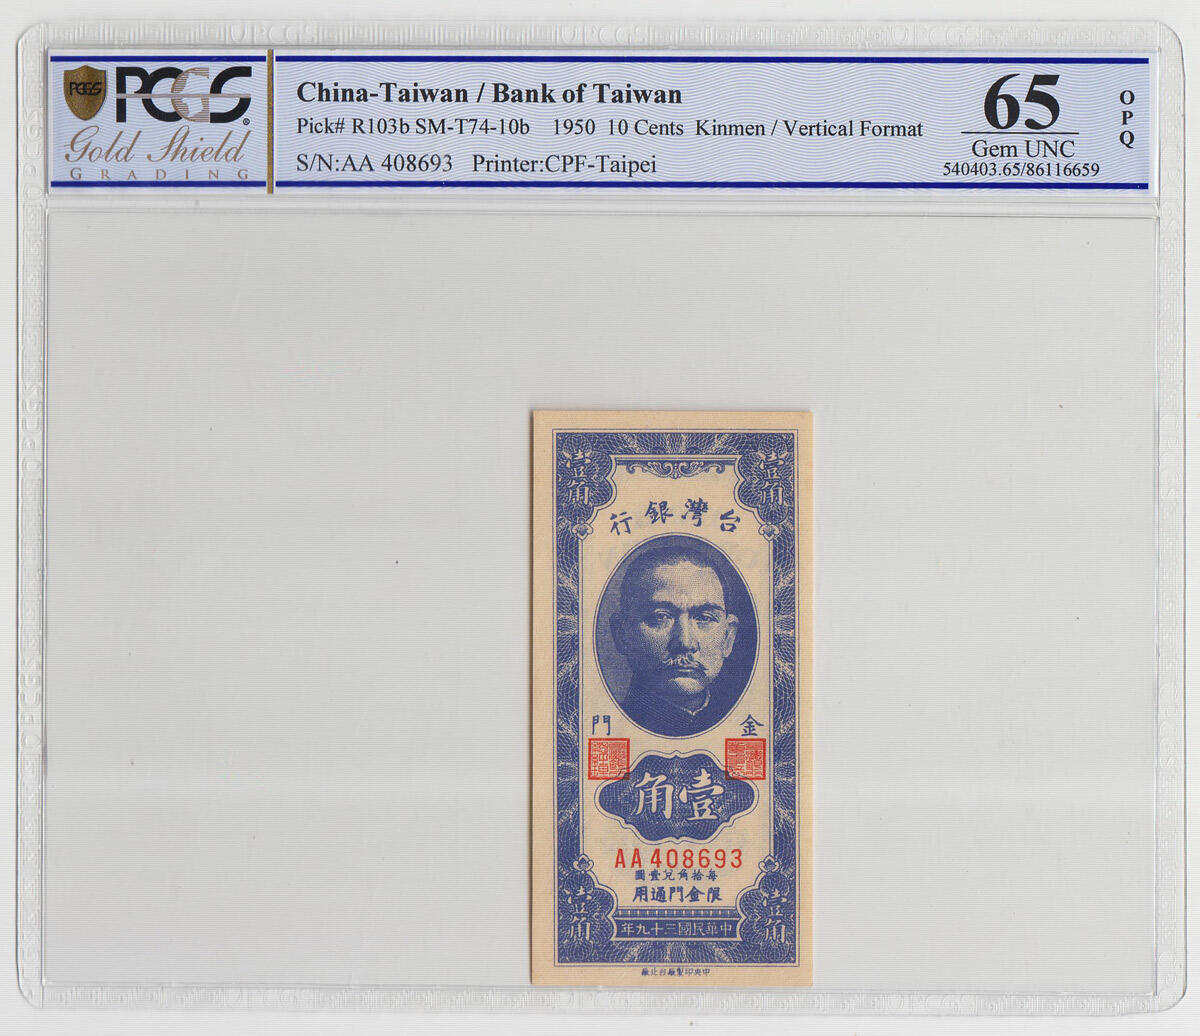 PCGS
PCGS
Gold Shield
GRADING
China-Taiwan / Bank of Taiwan
Pick# R103b SM-T74-10b 1950 10 Cents Kinmen / Vertical Format
S/N:AA 408693 Printer:CPF-Taipei
65
Gem UNC
540403.65/86116659
OPQ
壹角
壹角
行銀灣台
門
金
角壹
AA 408693
圓壹兌角拾每
用通門金限
壹角
壹角
年九十三國民華中
廠北台廠製印央中